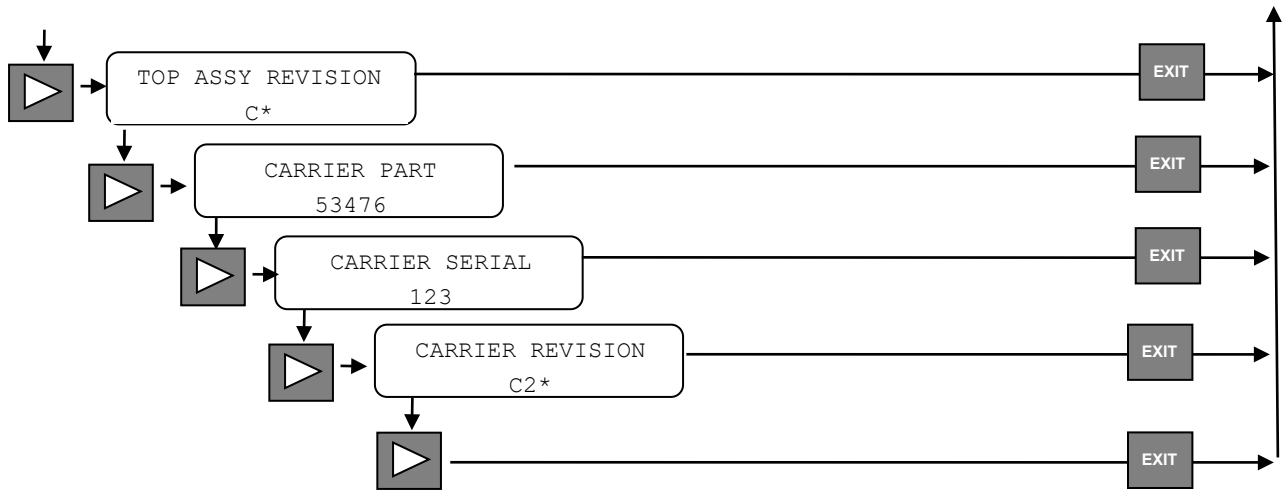 TOP ASSY REVISION
C*
EXIT
CARRIER PART
53476
EXIT
CARRIER SERIAL
123
EXIT
CARRIER REVISION
C2*
EXIT
EXIT